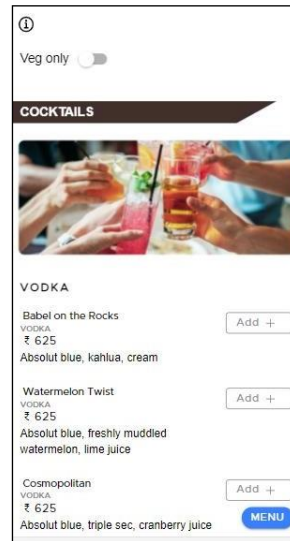 Veg only
COCKTAILS
VODKA
Babel on the Rocks
VODKA
₹ 625
Absolut blue, kahlua, cream
Add +
Watermelon Twist
VODKA
₹ 625
Absolut blue, freshly muddled
watermelon, lime juice
Add +
Cosmopolitan
VODKA
₹ 625
Absolut blue, triple sec, cranberry juice
Add +
MENU